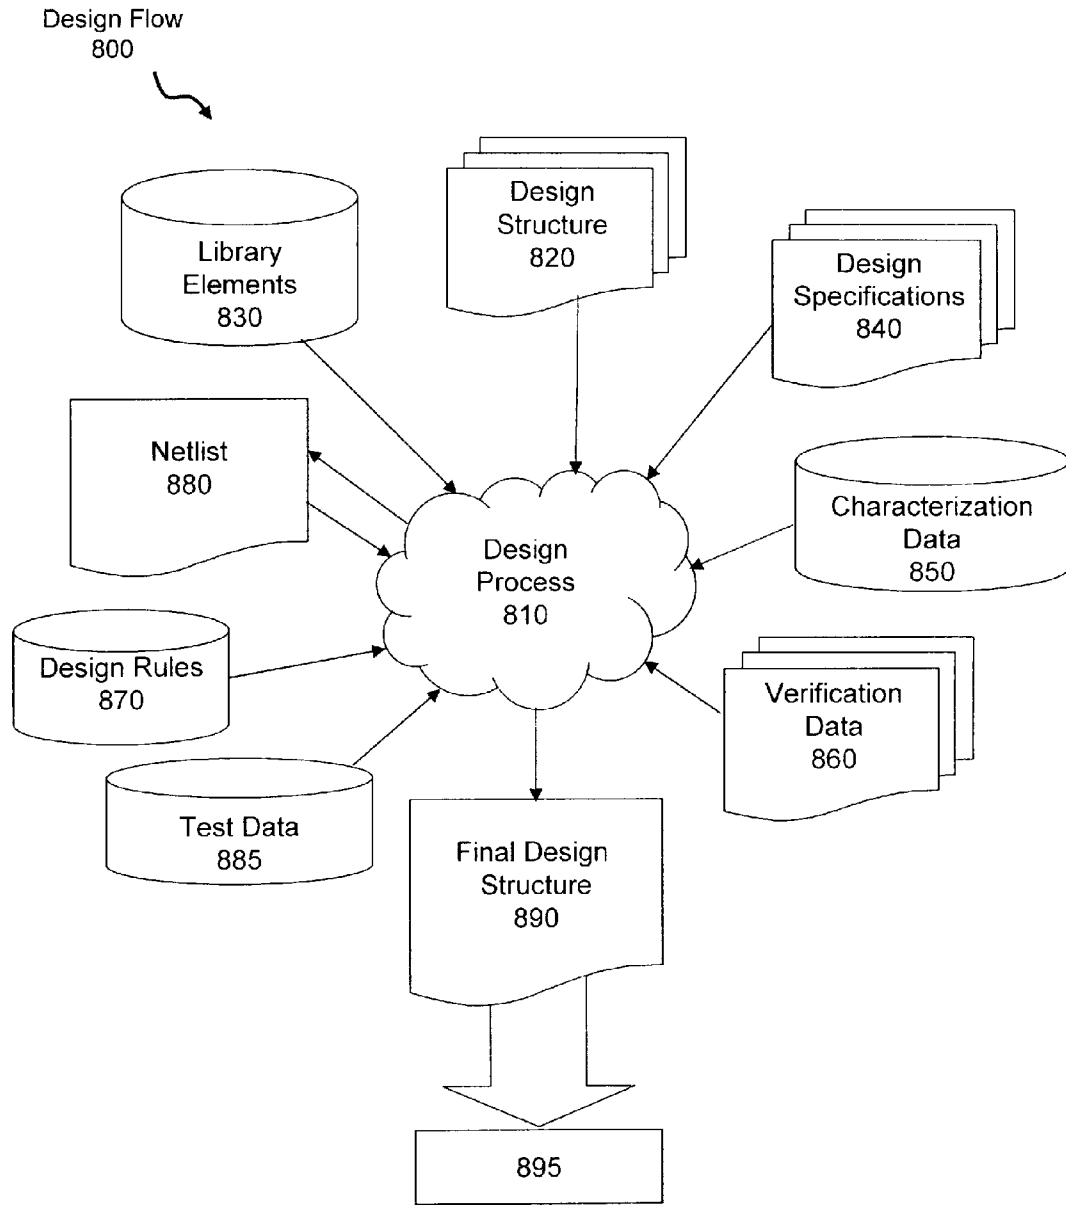 Design Flow
800
Design
Structure
820
Library
Elements
830
Design
Specifications
840
Netlist
880
Characterization
Data
850
Design
Process
810
Design Rules
870
Verification
Data
860
Test Data
885
Final Design
Structure
890
895